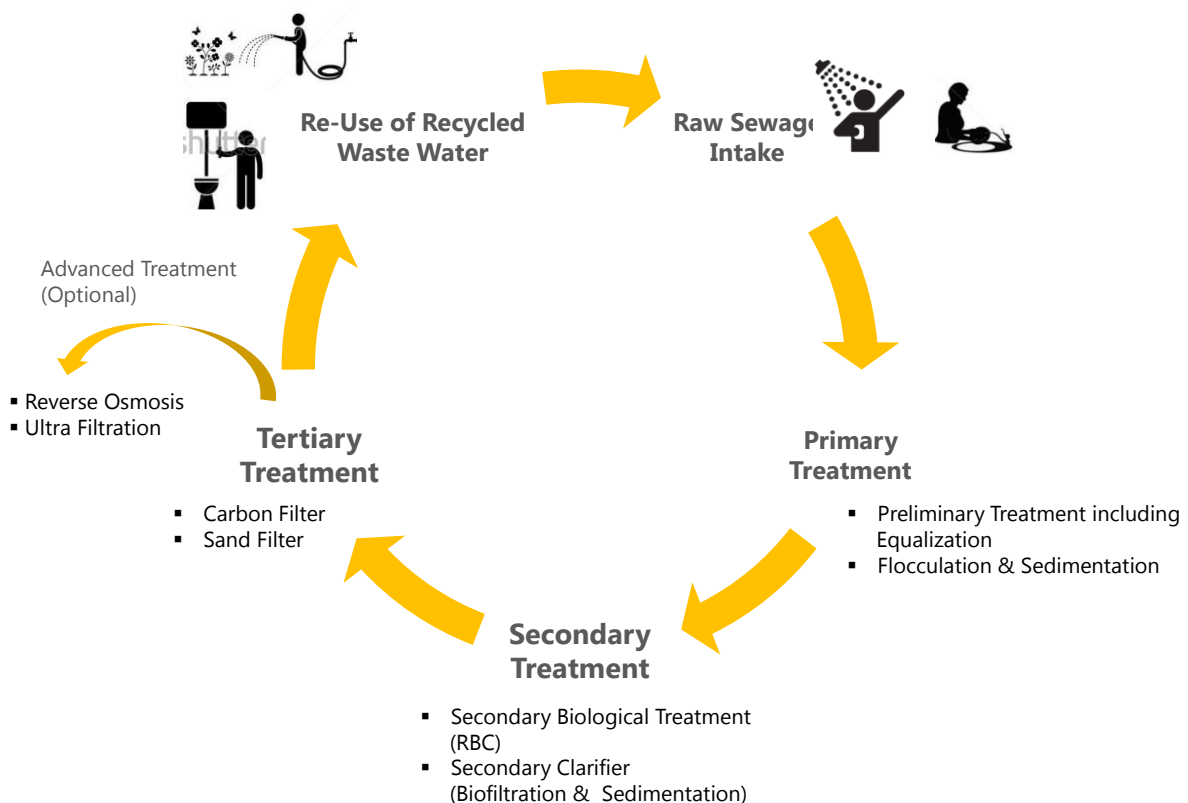 Re-Use of Recycled
Waste Water
Raw Sewage
Intake
Advanced Treatment
(Optional)
▪ Reverse Osmosis
▪ Ultra Filtration
Tertiary
Treatment
▪ Carbon Filter
▪ Sand Filter
Primary
Treatment
▪ Preliminary Treatment including
Equalization
▪ Flocculation & Sedimentation
Secondary
Treatment
▪ Secondary Biological Treatment
(RBC)
▪ Secondary Clarifier
(Biofiltration & Sedimentation)